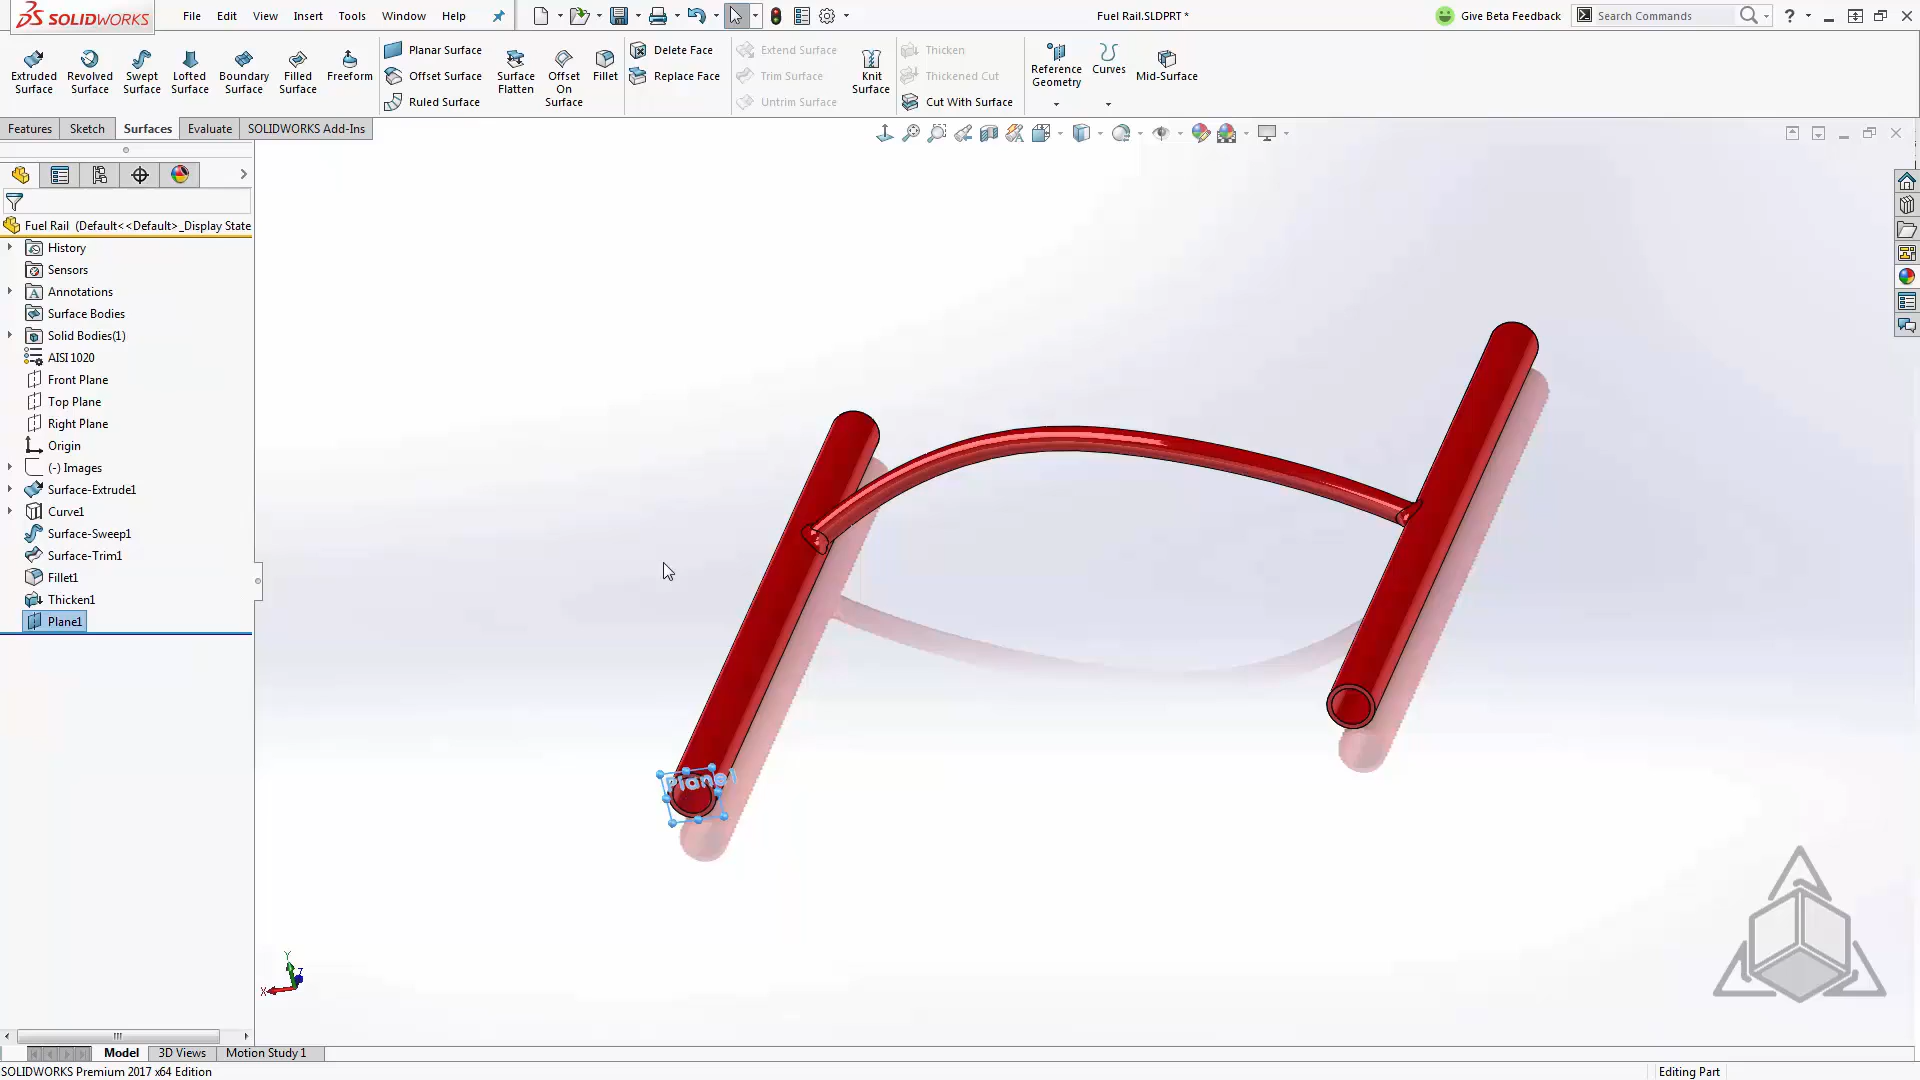 SOLIDWORKS File Edit View Insert Tools Window Help Fuel Rail.SLDPRT * Give Beta Feedback Search Commands ?
Extruded Surface Revolved Surface Swept Surface Lofted Surface Boundary Surface Filled Surface Freeform
Planar Surface
Offset Surface
Ruled Surface
Surface Flatten Offset On Surface Fillet
Delete Face
Replace Face
Extend Surface
Trim Surface
Untrim Surface
Knit Surface
Thicken
Thickened Cut
Cut With Surface
Reference Geometry Curves Mid-Surface
Features Sketch Surfaces Evaluate SOLIDWORKS Add-Ins
Fuel Rail (Default<<Default>_Display State
History
Sensors
Annotations
Surface Bodies
Solid Bodies(1)
AISI 1020
Front Plane
Top Plane
Right Plane
Origin
(-) Images
Surface-Extrude1
Curve1
Surface-Sweep1
Surface-Trim1
Fillet1
Thicken1
Plane1
Plane1
Y
Z
X
Model 3D Views Motion Study 1
SOLIDWORKS Premium 2017 x64 Edition Editing Part